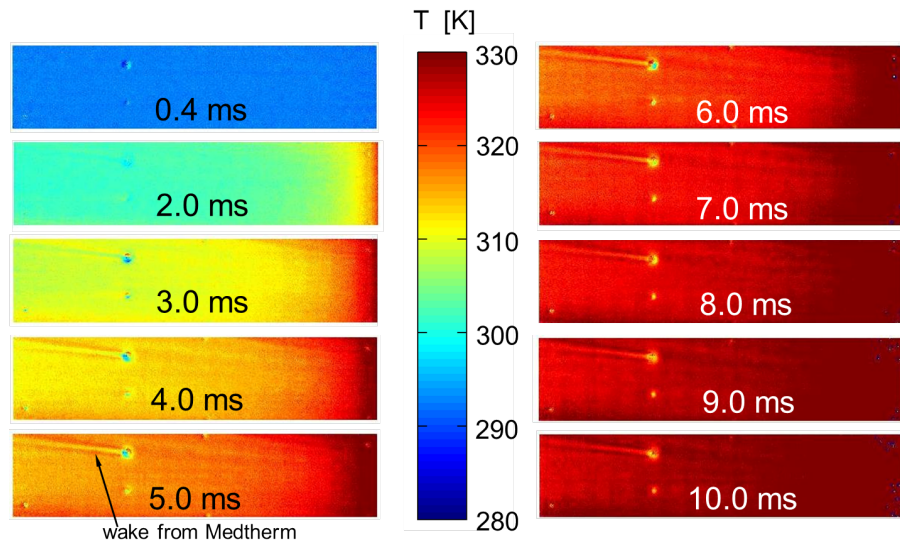 T [K]
0.4 ms
2.0 ms
3.0 ms
4.0 ms
5.0 ms
wake from Medtherm
330
320
310
300
290
280
6.0 ms
7.0 ms
8.0 ms
9.0 ms
10.0 ms